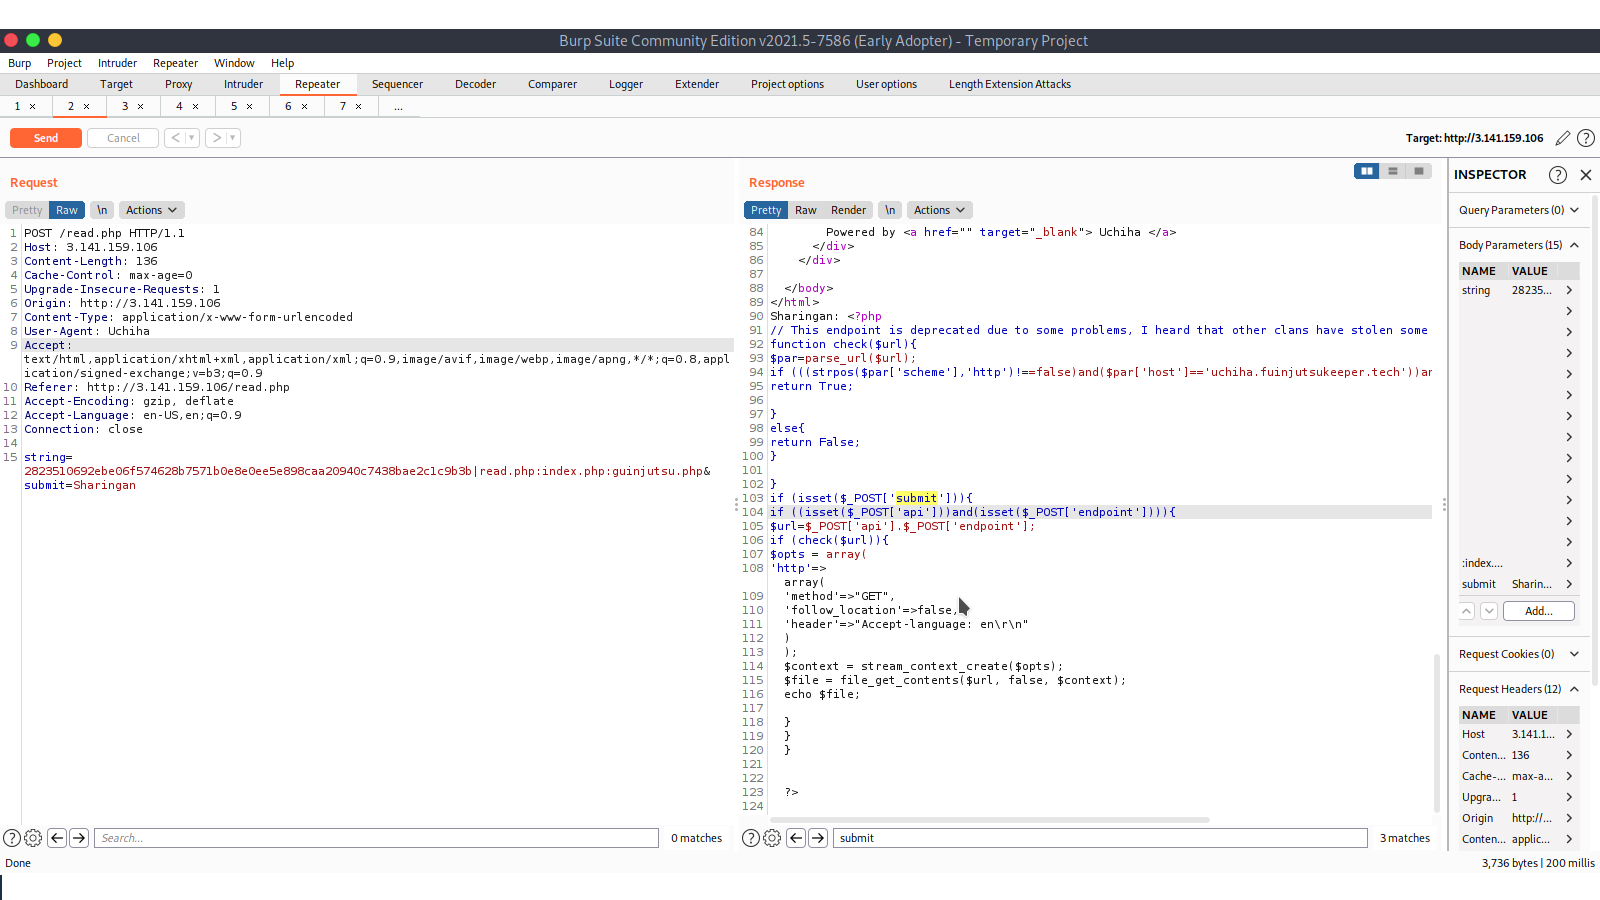 Burp Suite Community Edition v2021.5-7586 (Early Adopter) - Temporary Project
Burp Project Intruder Repeater Window Help
Dashboard Target Proxy Intruder Repeater Sequencer Decoder Comparer Logger Extender Project options User options Length Extension Attacks
1 × 2 × 3 × 4 × 5 × 6 × 7 × ...
Send Cancel < > Target: http://3.141.159.106
Request
Pretty Raw \n Actions
1 POST /read.php HTTP/1.1
2 Host: 3.141.159.106
3 Content-Length: 136
4 Cache-Control: max-age=0
5 Upgrade-Insecure-Requests: 1
6 Origin: http://3.141.159.106
7 Content-Type: application/x-www-form-urlencoded
8 User-Agent: Uchiha
9 Accept:
text/html,application/xhtml+xml,application/xml;q=0.9,image/avif,image/webp,image/apng,*/*;q=0.8,appl
ication/signed-exchange;v=b3;q=0.9
10 Referer: http://3.141.159.106/read.php
11 Accept-Encoding: gzip, deflate
12 Accept-Language: en-US,en;q=0.9
13 Connection: close
14
15 string=
2823510692ebe06f574628b7571b0e8e0ee5e898caa20940c7438bae2c1c9b3b|read.php:index.php:guinjutsu.php&
submit=Sharingan
Search...
0 matches
Response
Pretty Raw Render \n Actions
84 Powered by <a href="" target="_blank"> Uchiha </a>
85 </div>
86 </div>
87
88 </body>
89 </html>
90 Sharingan: <?php
91 // This endpoint is deprecated due to some problems, I heard that other clans have stolen some
92 function check($url){
93 $par=parse_url($url);
94 if (((strpos($par['scheme'],'http')!==false)and($par['host']=='uchiha.fuinjutsukeeper.tech'))ar
95 return True;
96
97 }
98 else{
99 return False;
100 }
101
102 }
103 if (isset($_POST['submit'])){
104 if ((isset($_POST['api']))and(isset($_POST['endpoint']))){
105 $url=$_POST['api'].$_POST['endpoint'];
106 if (check($url)){
107 $opts = array(
108 'http'=>
array(
109 'method'=>"GET",
110 'follow_location'=>false,
111 'header'=>"Accept-language: en\r\n"
112 )
113 );
114 $context = stream_context_create($opts);
115 $file = file_get_contents($url, false, $context);
116 echo $file;
117
118 }
119 }
120 }
121
122
123 ?>
124
submit
3 matches
INSPECTOR
Query Parameters (0)
Body Parameters (15)
NAME VALUE
string 28235...
:index....
submit Sharin...
Add...
Request Cookies (0)
Request Headers (12)
NAME VALUE
Host 3.141.1...
Conten... 136
Cache-... max-a...
Upgra... 1
Origin http://...
Conten... applic...
Done
3,736 bytes | 200 millis